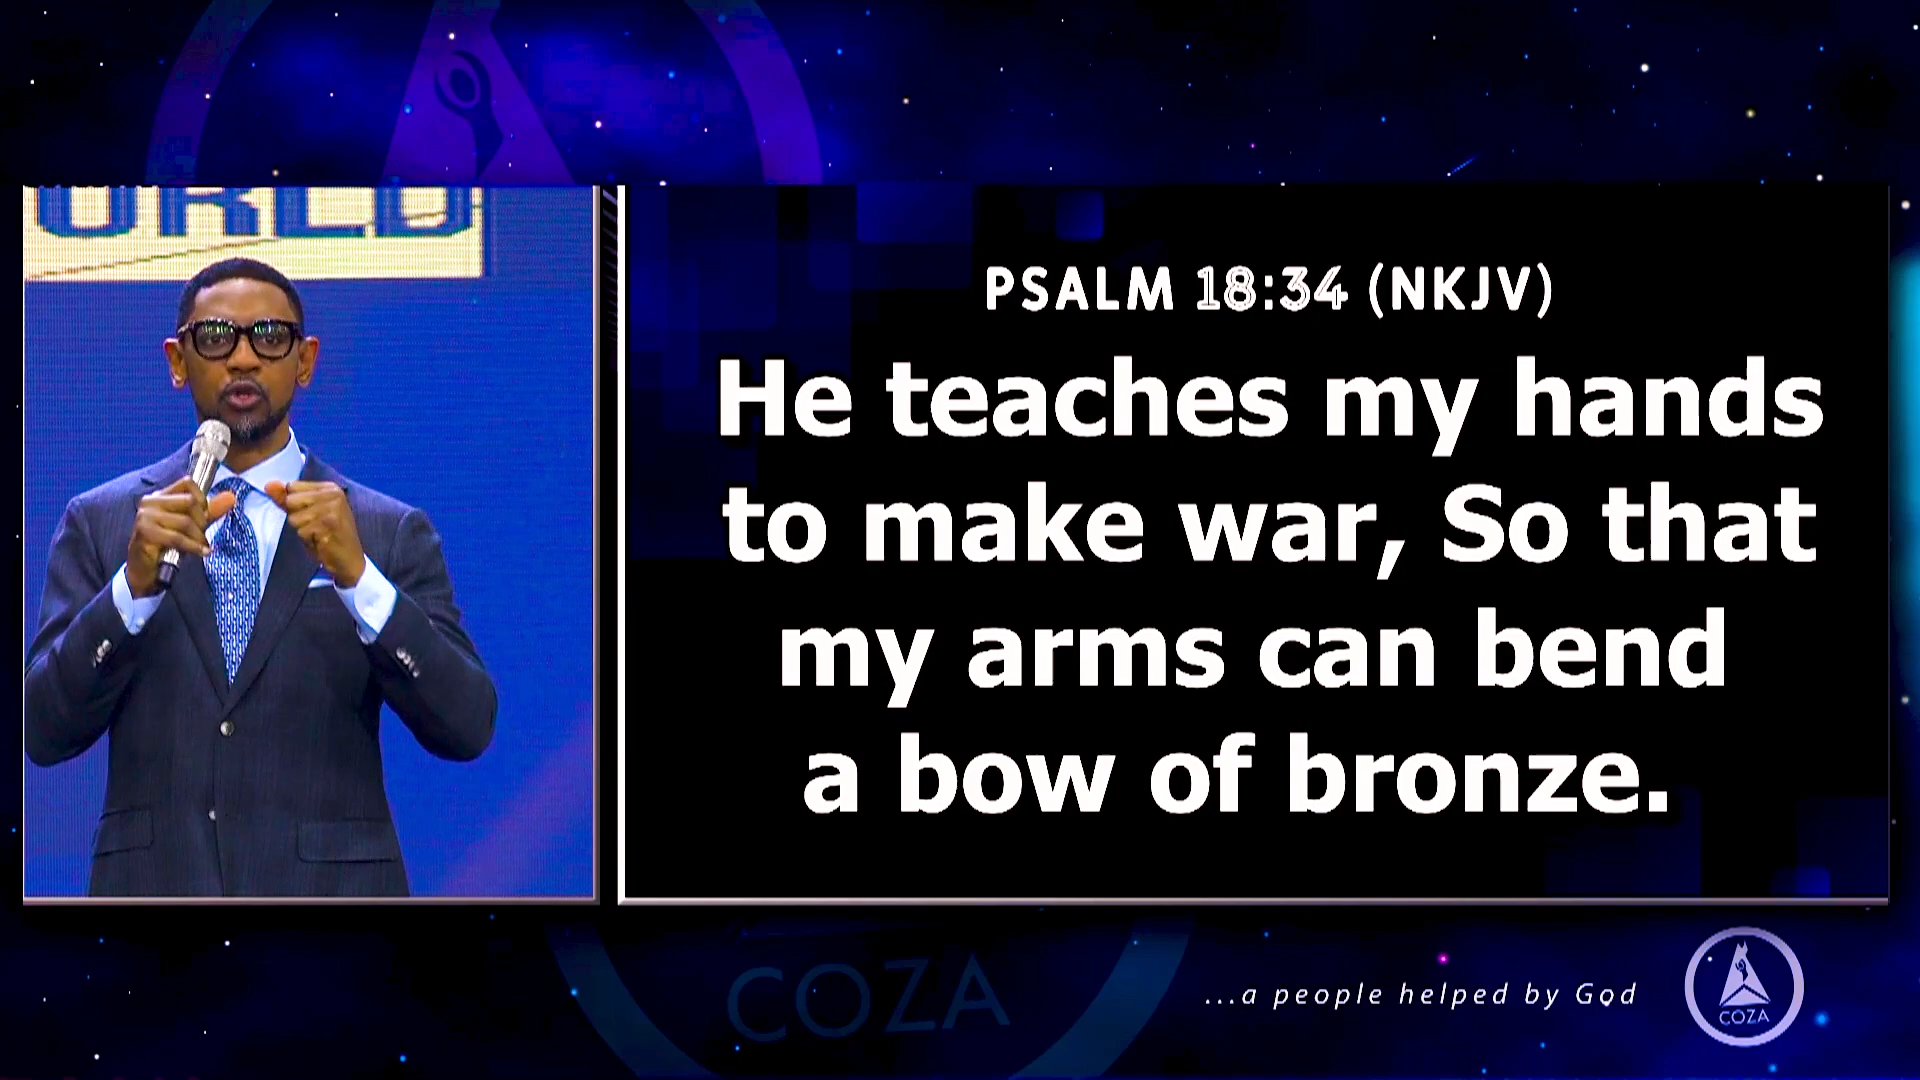 ORLD
PSALM 18:34 (NKJV)
He teaches my hands
to make war, So that
my arms can bend
a bow of bronze.
COZA
...a people helped by God
COZA